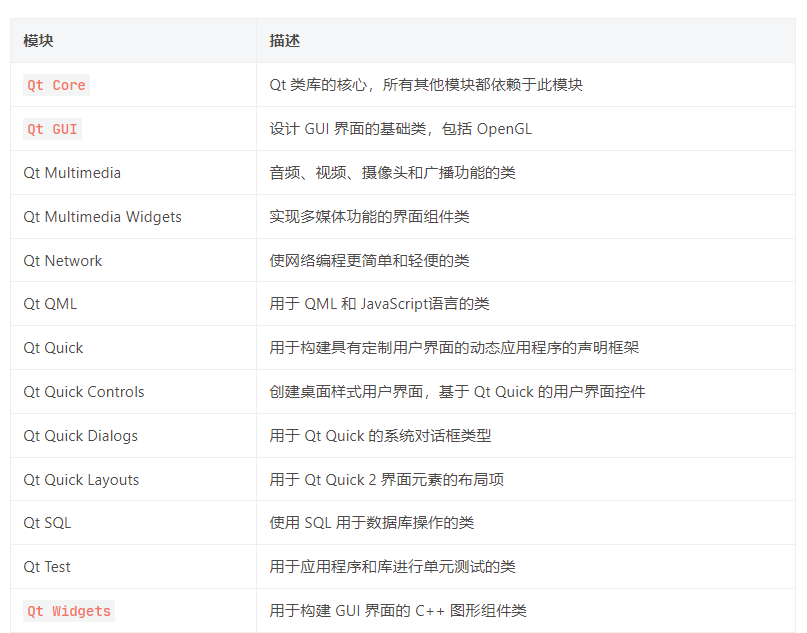 模块 描述
Qt Core Qt 类库的核心，所有其他模块都依赖于此模块
Qt GUI 设计 GUI 界面的基础类，包括 OpenGL
Qt Multimedia 音频、视频、摄像头和广播功能的类
Qt Multimedia Widgets 实现多媒体功能的界面组件类
Qt Network 使网络编程更简单和轻便的类
Qt QML 用于 QML 和 JavaScript语言的类
Qt Quick 用于构建具有定制用户界面的动态应用程序的声明框架
Qt Quick Controls 创建桌面样式用户界面，基于 Qt Quick 的用户界面控件
Qt Quick Dialogs 用于 Qt Quick 的系统对话框类型
Qt Quick Layouts 用于 Qt Quick 2 界面元素的布局项
Qt SQL 使用 SQL 用于数据库操作的类
Qt Test 用于应用程序和库进行单元测试的类
Qt Widgets 用于构建 GUI 界面的 C++ 图形组件类